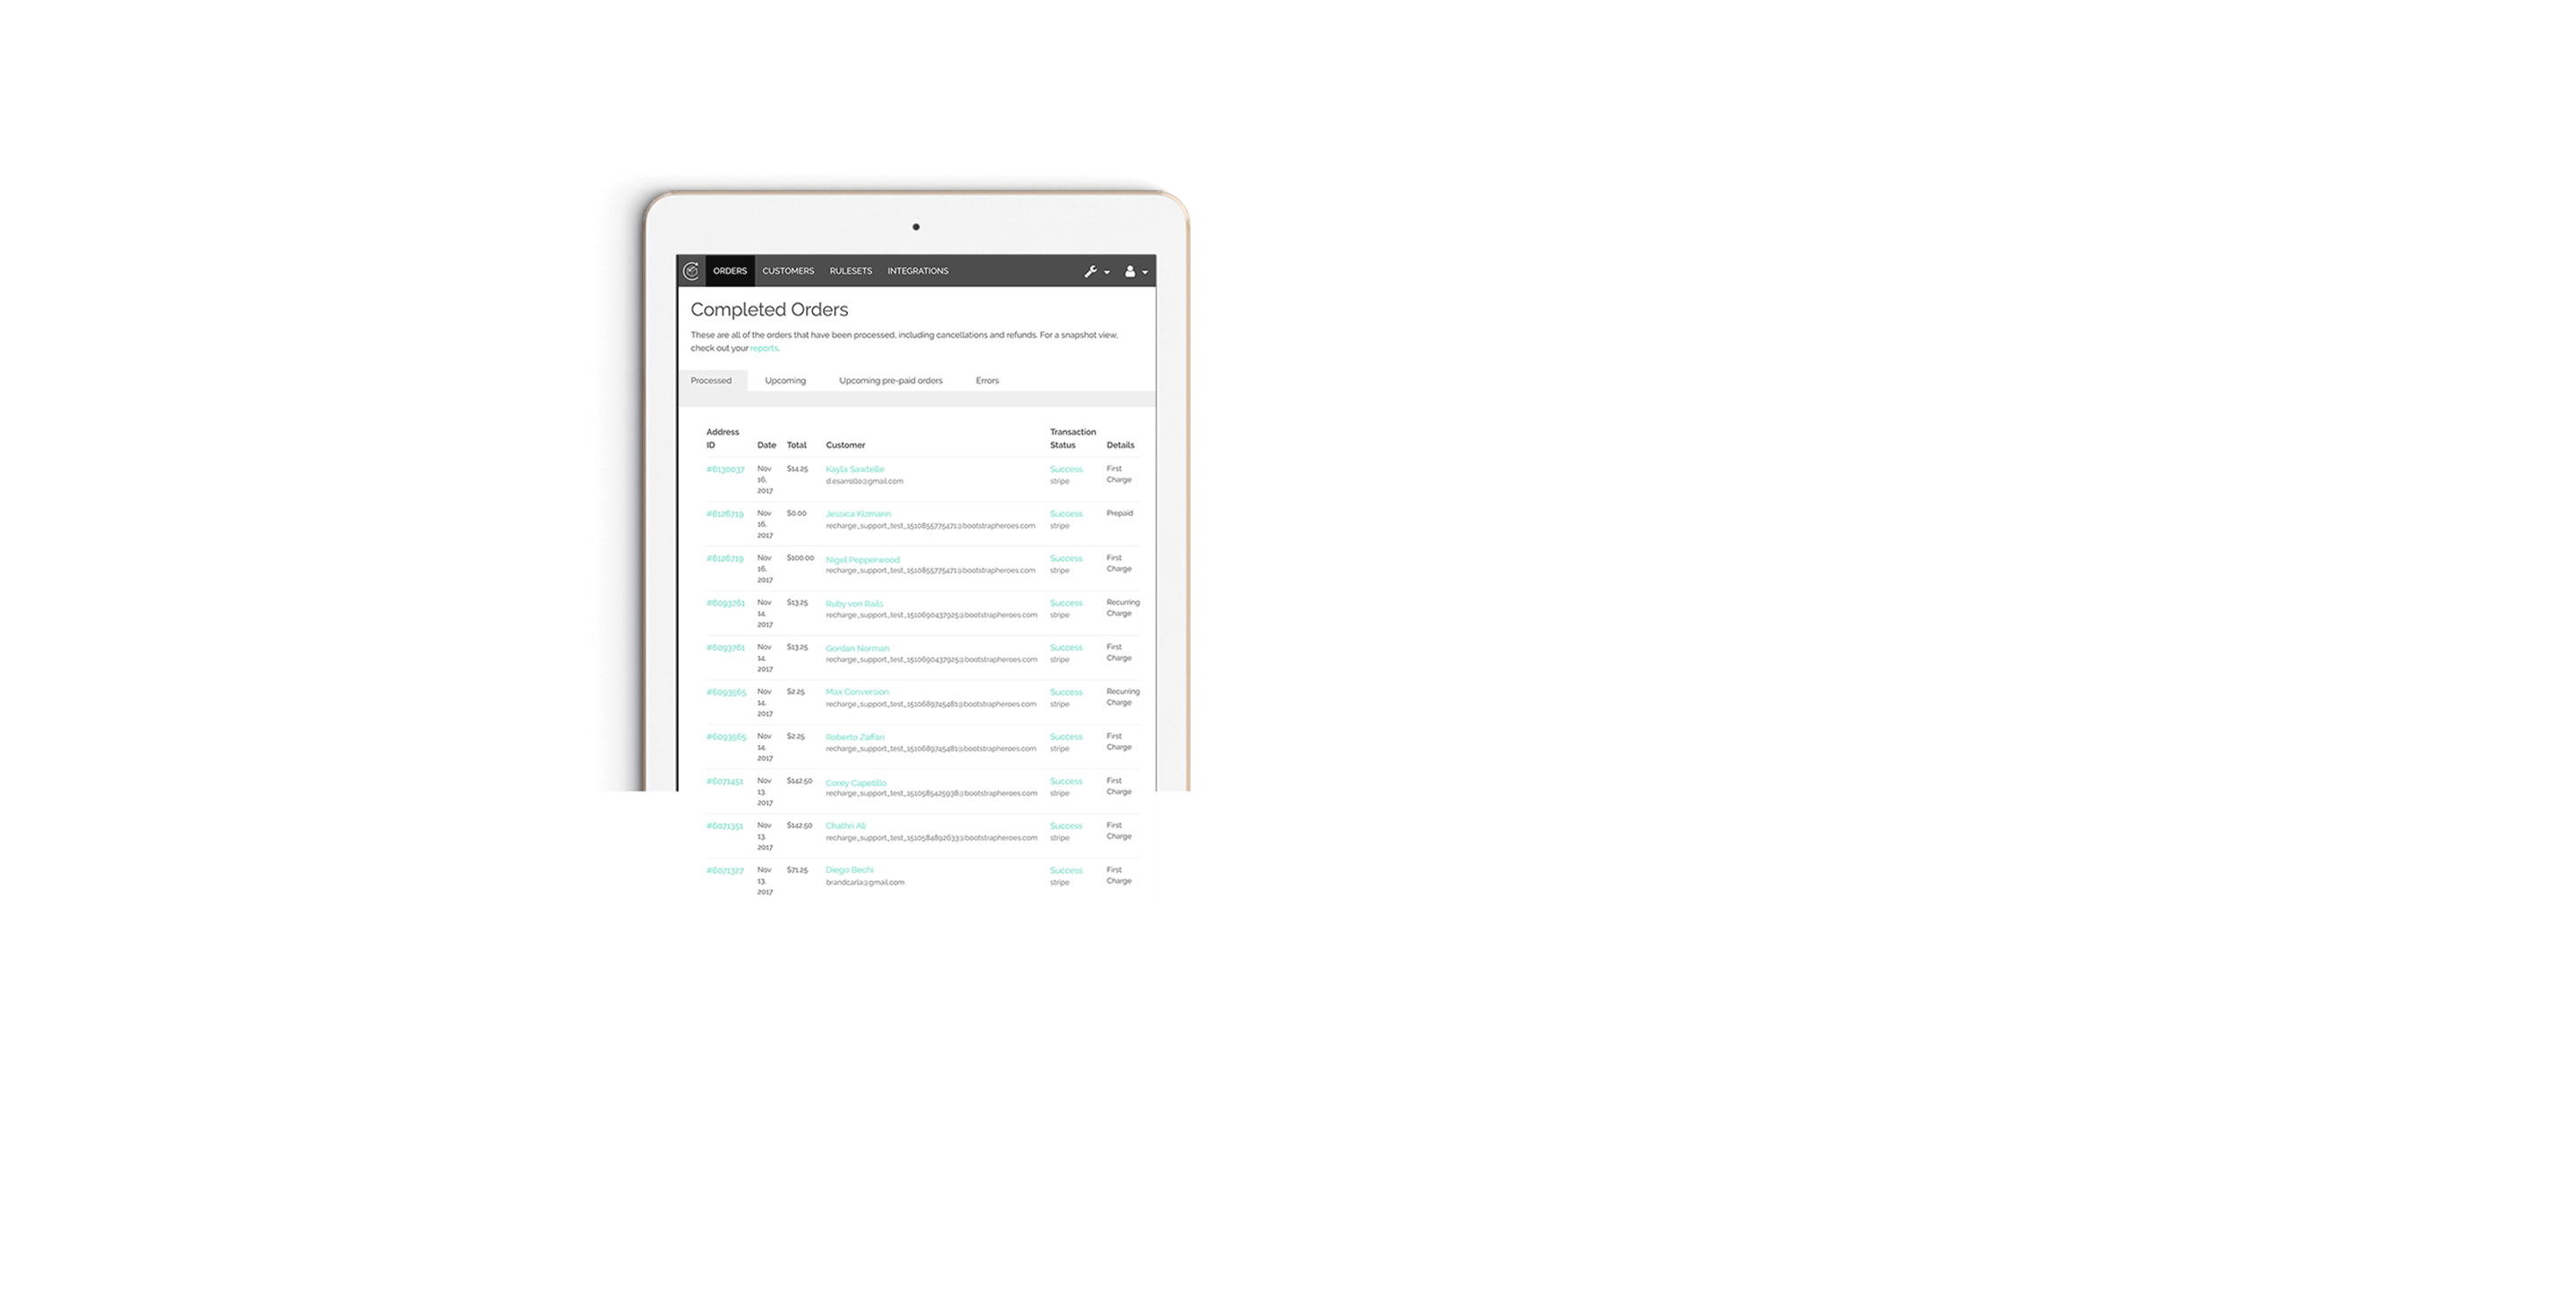 ORDERS CUSTOMERS RULESETS INTEGRATIONS
Completed Orders
These are all of the orders that have been processed, including cancellations and refunds. For a snapshot view,
check out your reports.
Processed Upcoming Upcoming pre-paid orders Errors
Address Transaction
ID Date Total Customer Status Details
#6130037 Nov $14.25 Kayla Sawtelle Success First
16, d.esarrollo@gmail.com stripe Charge
2017
#6126719 Nov $0.00 Jessica Kizmann Success Prepaid
16, recharge_support_test_1510855775471@bootstrapheroes.com stripe
2017
#6126719 Nov $100.00 Nigel Pepperwood Success First
16, recharge_support_test_1510855775471@bootstrapheroes.com stripe Charge
2017
#6093761 Nov $13.25 Ruby von Rails Success Recurring
14, recharge_support_test_1510690437925@bootstrapheroes.com stripe Charge
2017
#6093761 Nov $13.25 Gordan Norman Success First
14, recharge_support_test_1510690437925@bootstrapheroes.com stripe Charge
2017
#6093565 Nov $2.25 Max Conversion Success Recurring
14, recharge_support_test_1510689745481@bootstrapheroes.com stripe Charge
2017
#6093565 Nov $2.25 Roberto Zaffari Success First
14, recharge_support_test_1510689745481@bootstrapheroes.com stripe Charge
2017
#6071451 Nov $142.50 Corey Capetillo Success First
13, recharge_support_test_1510585425938@bootstrapheroes.com stripe Charge
2017
#6071351 Nov $142.50 Chathri Ali Success First
13, recharge_support_test_1510584892633@bootstrapheroes.com stripe Charge
2017
#6071327 Nov $71.25 Diego Bechi Success First
13, brandcarla@gmail.com stripe Charge
2017